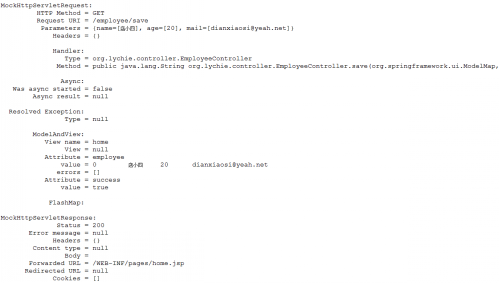 MockHttpServletRequest:
HTTP Method = GET
Request URI = /employee/save
Parameters = {name=[小四], age=[20], mail=[dianxiaosi@yeah.net]}
Headers = {}
Handler:
Type = org.lychie.controller.EmployeeController
Method = public java.lang.String org.lychie.controller.EmployeeController.save(org.springframework.ui.ModelMap,
Async:
Was async started = false
Async result = null
Resolved Exception:
Type = null
ModelAndView:
View name = home
View = null
Attribute = employee
value = 0 小四 20 dianxiaosi@yeah.net
errors = []
Attribute = success
value = true
FlashMap:
MockHttpServletResponse:
Status = 200
Error message = null
Headers = {}
Content type = null
Body =
Forwarded URL = /WEB-INF/pages/home.jsp
Redirected URL = null
Cookies = []